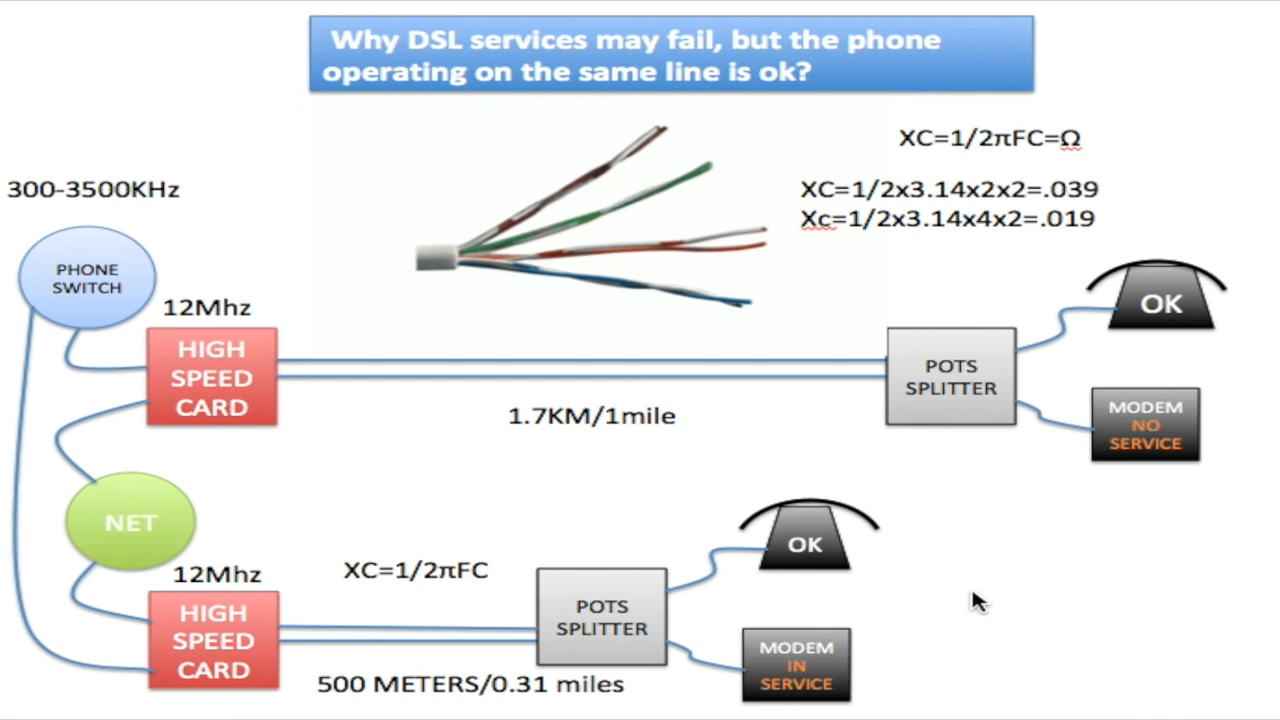 Why DSL services may fail, but the phone
operating on the same line is ok?
XC=1/2πFC=Ω
300-3500KHz
XC=1/2x3.14x2x2=.039
Xc=1/2x3.14x4x2=.019
PHONE
SWITCH
12Mhz
HIGH
SPEED
CARD
1.7KM/1mile
POTS
SPLITTER
OK
MODEM
NO
SERVICE
NET
12Mhz
HIGH
SPEED
CARD
XC=1/2πFC
500 METERS/0.31 miles
POTS
SPLITTER
OK
MODEM
IN
SERVICE